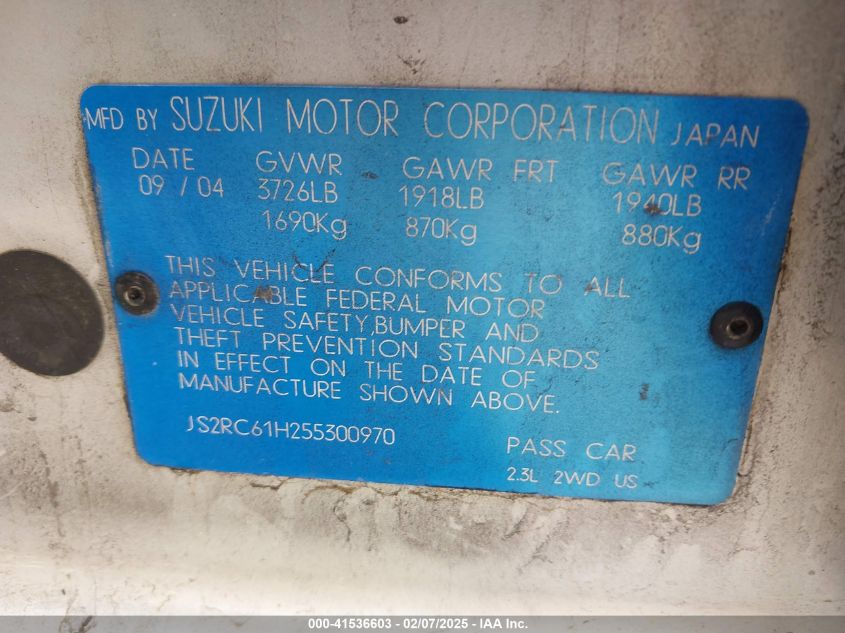 MFD BY SUZUKI MOTOR CORPORATION JAPAN
DATE GVWR GAWR FRT GAWR RR
09 / 04 3726LB 1918LB 1940LB
1690Kg 870Kg 880Kg
THIS VEHICLE CONFORMS TO ALL
APPLICABLE FEDERAL MOTOR
VEHICLE SAFETY,BUMPER AND
THEFT PREVENTION STANDARDS
IN EFFECT ON THE DATE OF
MANUFACTURE SHOWN ABOVE.
JS2RC61H255300970 PASS CAR
2.3L 2WD US
000-41536603 - 02/07/2025 - IAA Inc.